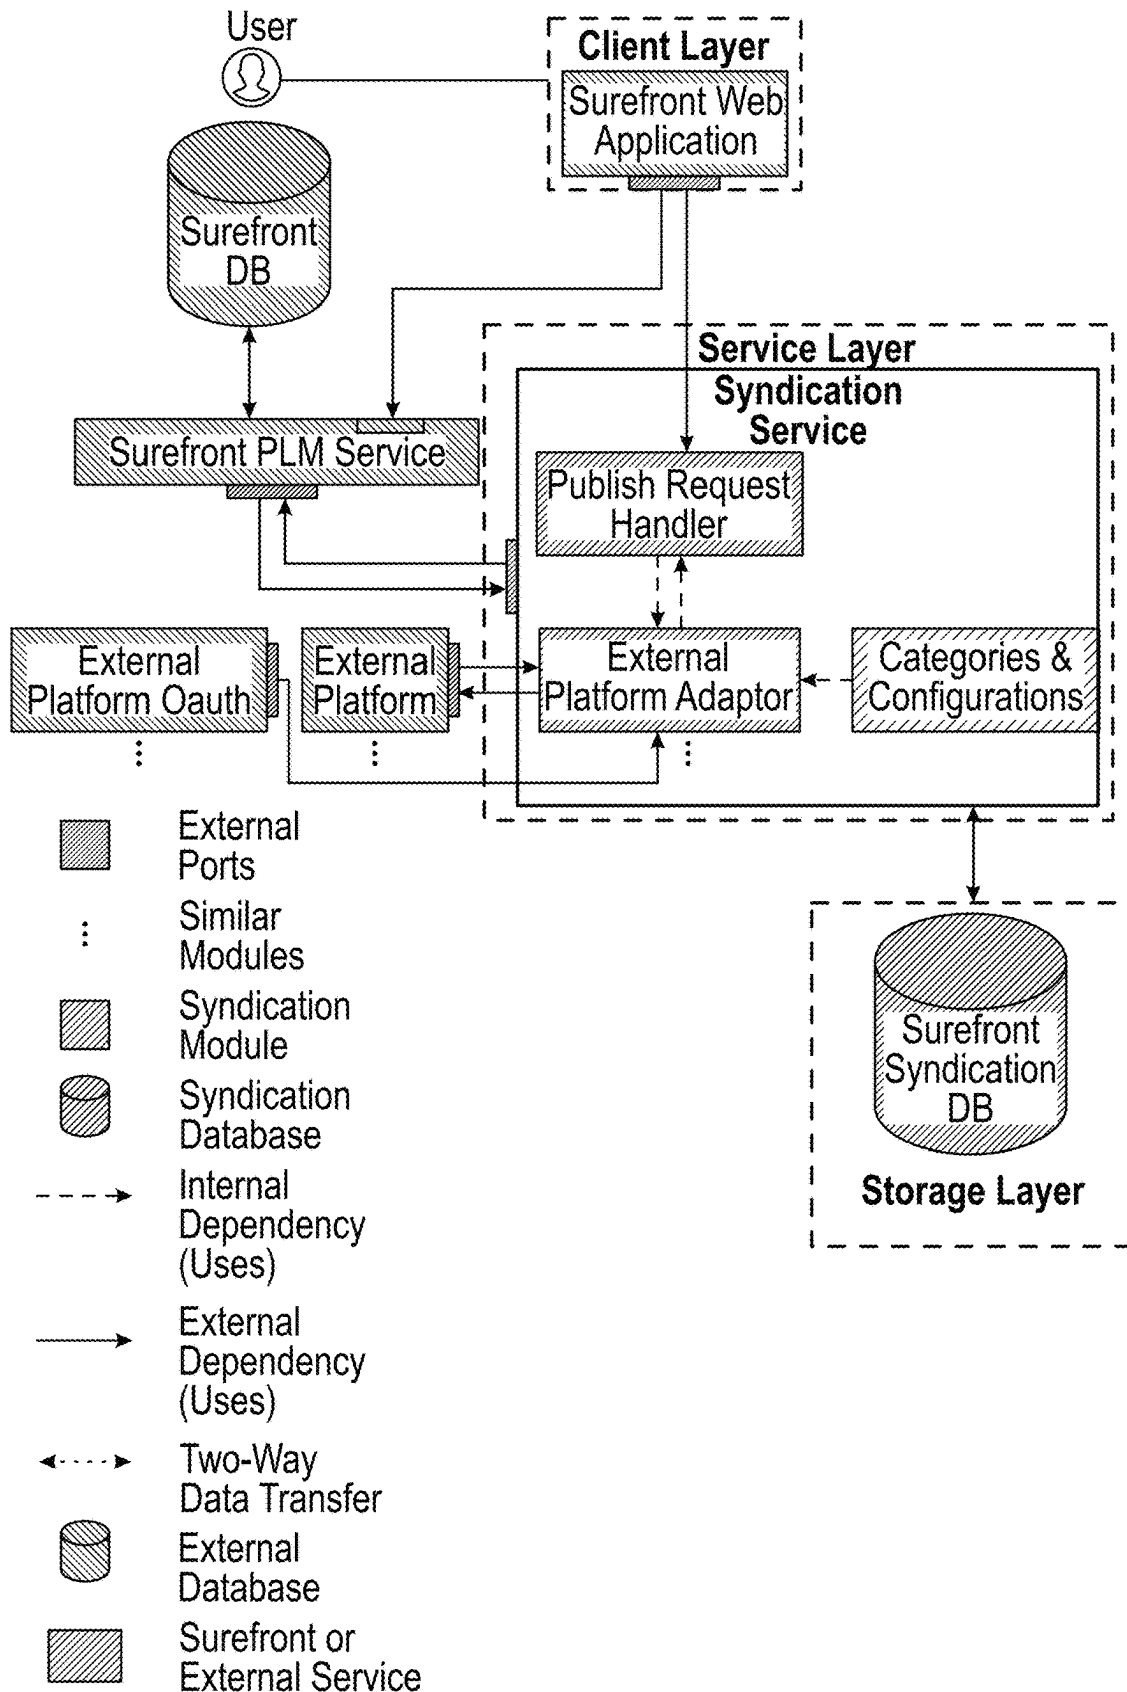 User
Client Layer
Surefront Web
Application
Surefront
DB
Service Layer
Syndication
Service
Surefront PLM Service
Publish Request
Handler
External
Platform Oauth
External
Platform
External
Platform Adaptor
Categories &
Configurations
External
Ports
Similar
Modules
Syndication
Module
Syndication
Database
Internal
Dependency
(Uses)
External
Dependency
(Uses)
Two-Way
Data Transfer
External
Database
Surefront or
External Service
Surefront
Syndication
DB
Storage Layer